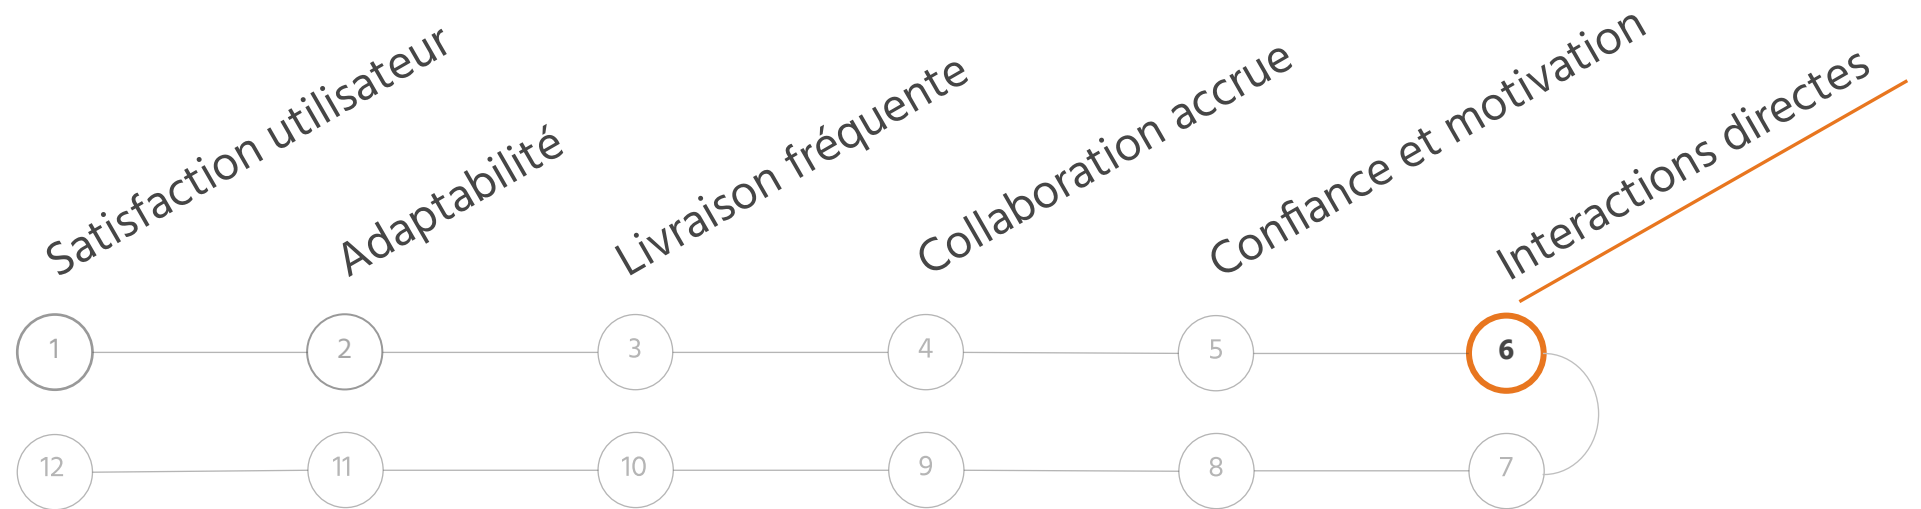 Satisfaction utilisateur
Adaptabilité
Livraison fréquente
Collaboration accrue
Confiance et motivation
Interactions directes
1
2
3
4
5
6
12
11
10
9
8
7